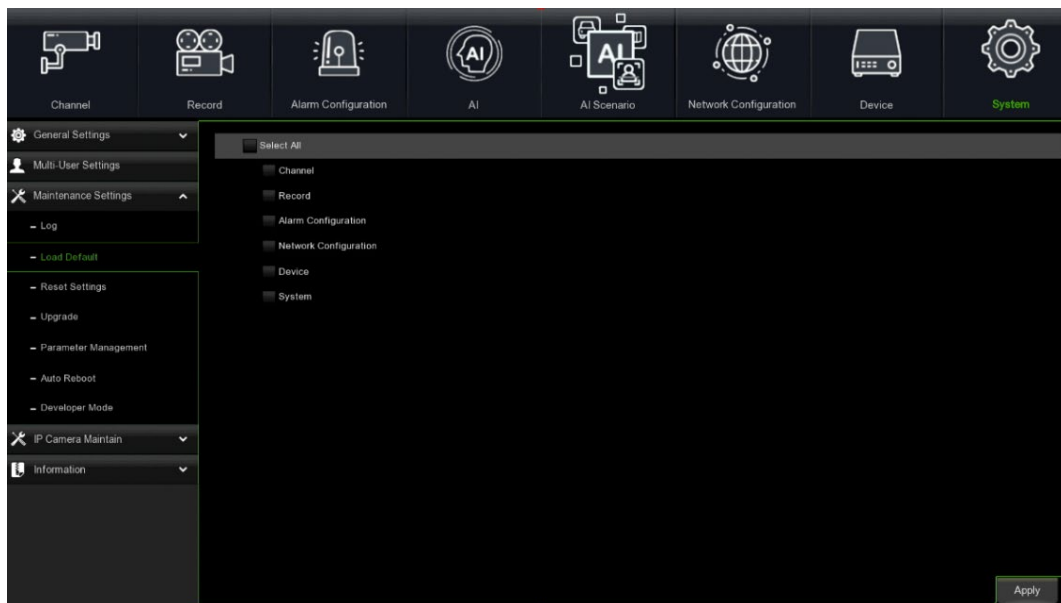 AI
AI
Channel
Record
Alarm Configuration
AI
AI Scenario
Network Configuration
Device
System
General Settings
Multi-User Settings
Maintenance Settings
– Log
– Load Default
– Reset Settings
– Upgrade
– Parameter Management
– Auto Reboot
– Developer Mode
IP Camera Maintain
Information
Select All
Channel
Record
Alarm Configuration
Network Configuration
Device
System
Apply